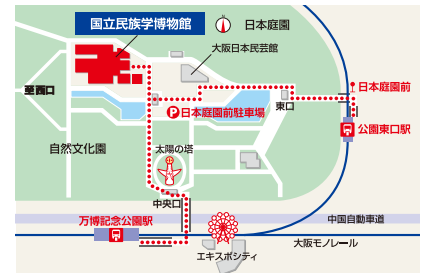 国立民族学博物館
日本庭園
大阪日本民芸館
至西口
日本庭園前
東口
P日本庭園前駐車場
公園東口駅
自然文化園
太陽の塔
中央口
万博記念公園駅
中国自動車道
大阪モノレール
エキスポシティ